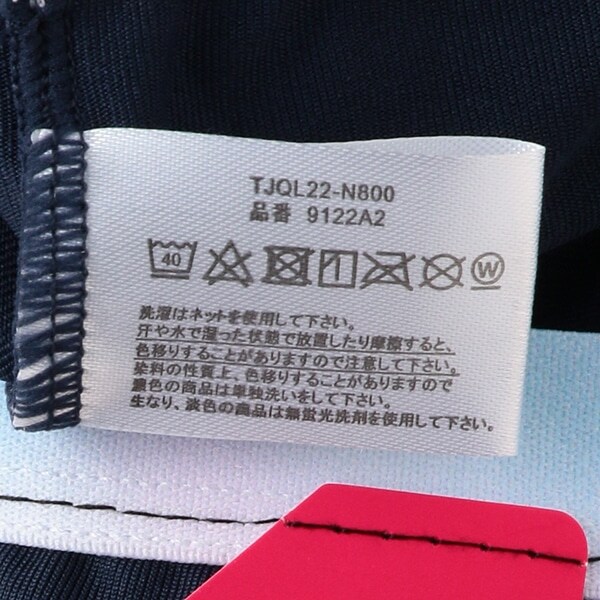 TJQL22-N800
品番 9122A2
40 W
洗濯はネットを使用して下さい。
汗や水で湿った状態で放置したり摩擦すると、
色移りすることがありますので注意して下さい。
染料の性質上、色移りすることがありますので
濃色の商品は単独洗いをして下さい。
生なり、淡色の商品は無蛍光洗剤を使用して下さい。